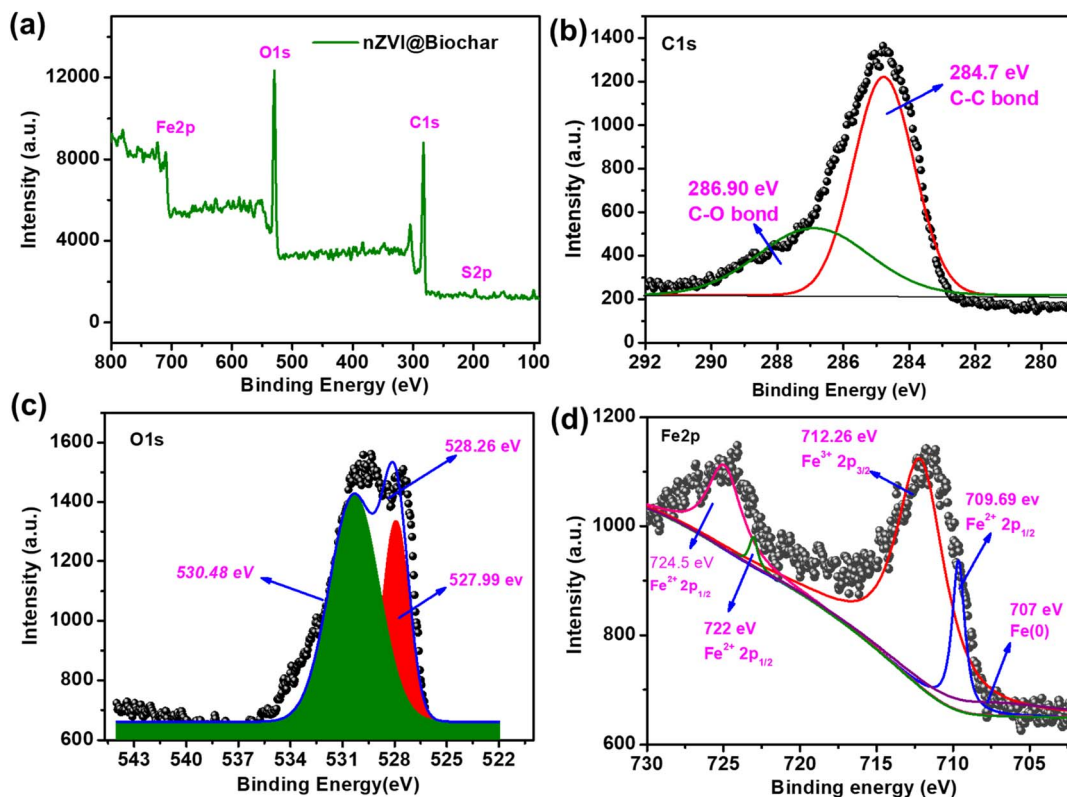 (a)
nZVI@Biochar
O1s
Fe2p
C1s
S2p
12000
8000
4000
0
Intensity (a.u.)
800 700 600 500 400 300 200 100
Binding Energy (eV)
(b)
C1s
284.7 eV
C-C bond
286.90 eV
C-O bond
1400
1200
1000
800
600
400
200
0
Intensity (a.u.)
292 290 288 286 284 282 280
Binding Energy (eV)
(c)
O1s
528.26 eV
530.48 eV
527.99 ev
1600
1500
1400
1300
1200
1100
1000
900
800
700
600
Intensity (a.u.)
543 540 537 534 531 528 525 522
Binding Energy(eV)
(d)
Fe2p
712.26 eV
Fe³⁺ 2p₃/₂
709.69 ev
Fe²⁺ 2p₁/₂
724.5 eV
Fe²⁺ 2p₁/₂
722 eV
Fe²⁺ 2p₁/₂
707 eV
Fe(0)
1200
1000
800
600
Intensity (a.u.)
730 725 720 715 710 705
Binding energy (eV)